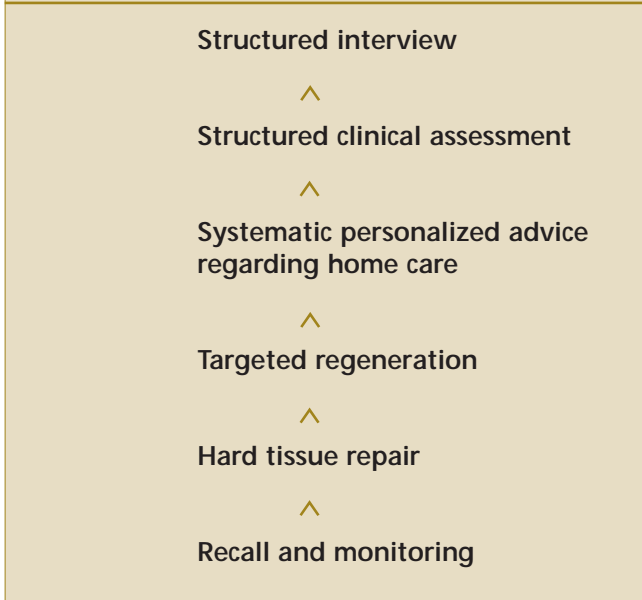 Structured interview
Structured clinical assessment
Systematic personalized advice
regarding home care
Targeted regeneration
Hard tissue repair
Recall and monitoring